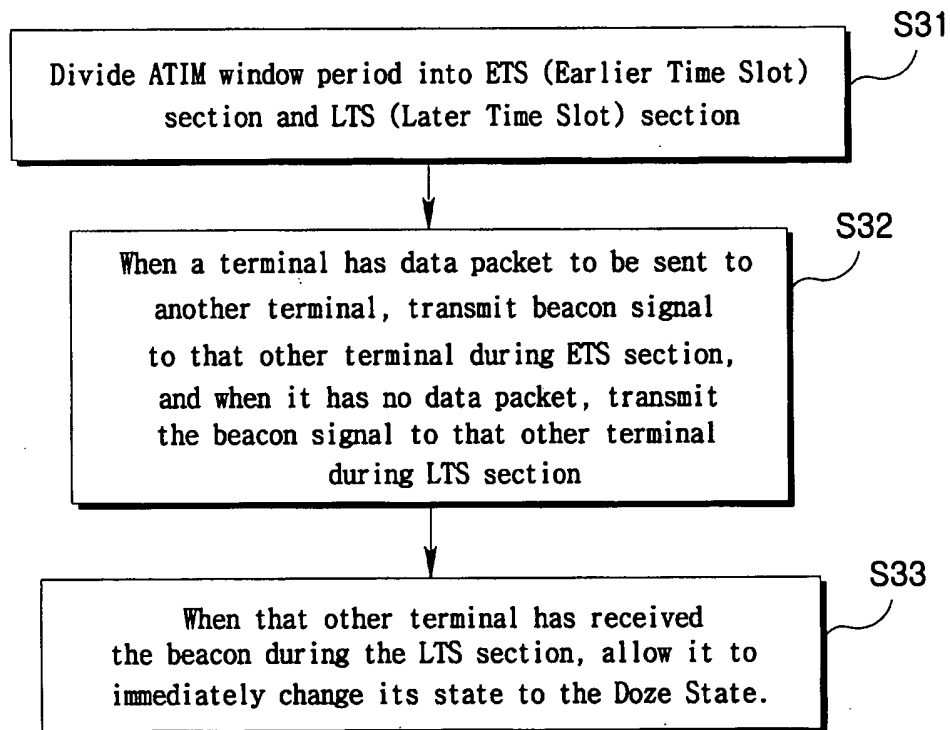 S31
Divide ATIM window period into ETS (Earlier Time Slot)
section and LTS (Later Time Slot) section
S32
When a terminal has data packet to be sent to
another terminal, transmit beacon signal
to that other terminal during ETS section,
and when it has no data packet, transmit
the beacon signal to that other terminal
during LTS section
S33
When that other terminal has received
the beacon during the LTS section, allow it to
immediately change its state to the Doze State.